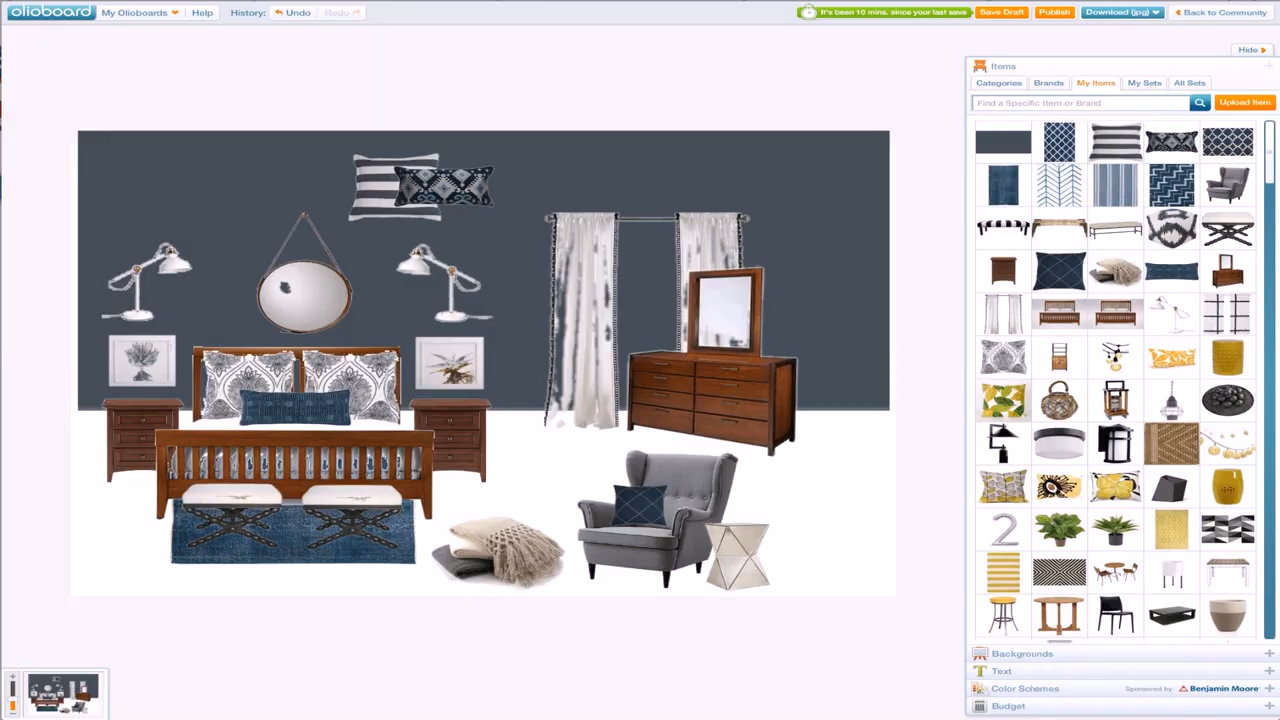 olioboard My Olioboards Help History: Undo Redo It's been 10 mins. since your last save Save Draft Publish Download (jpg) Back to Community
Hide
Items
Categories Brands My Items My Sets All Sets
Find a Specific Item or Brand Upload Item
2
Backgrounds
T Text
Color Schemes Sponsored by: Benjamin Moore
Budget